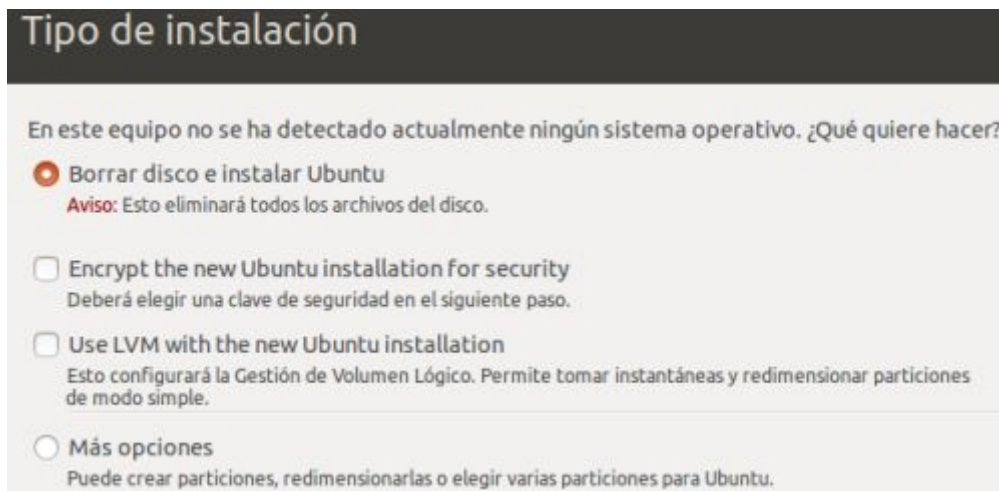 Tipo de instalación
En este equipo no se ha detectado actualmente ningún sistema operativo. ¿Qué quiere hacer?
Borrar disco e instalar Ubuntu
Aviso: Esto eliminará todos los archivos del disco.
Encrypt the new Ubuntu installation for security
Deberá elegir una clave de seguridad en el siguiente paso.
Use LVM with the new Ubuntu installation
Esto configurará la Gestión de Volumen Lógico. Permite tomar instantáneas y redimensionar particiones
de modo simple.
Más opciones
Puede crear particiones, redimensionarlas o elegir varias particiones para Ubuntu.